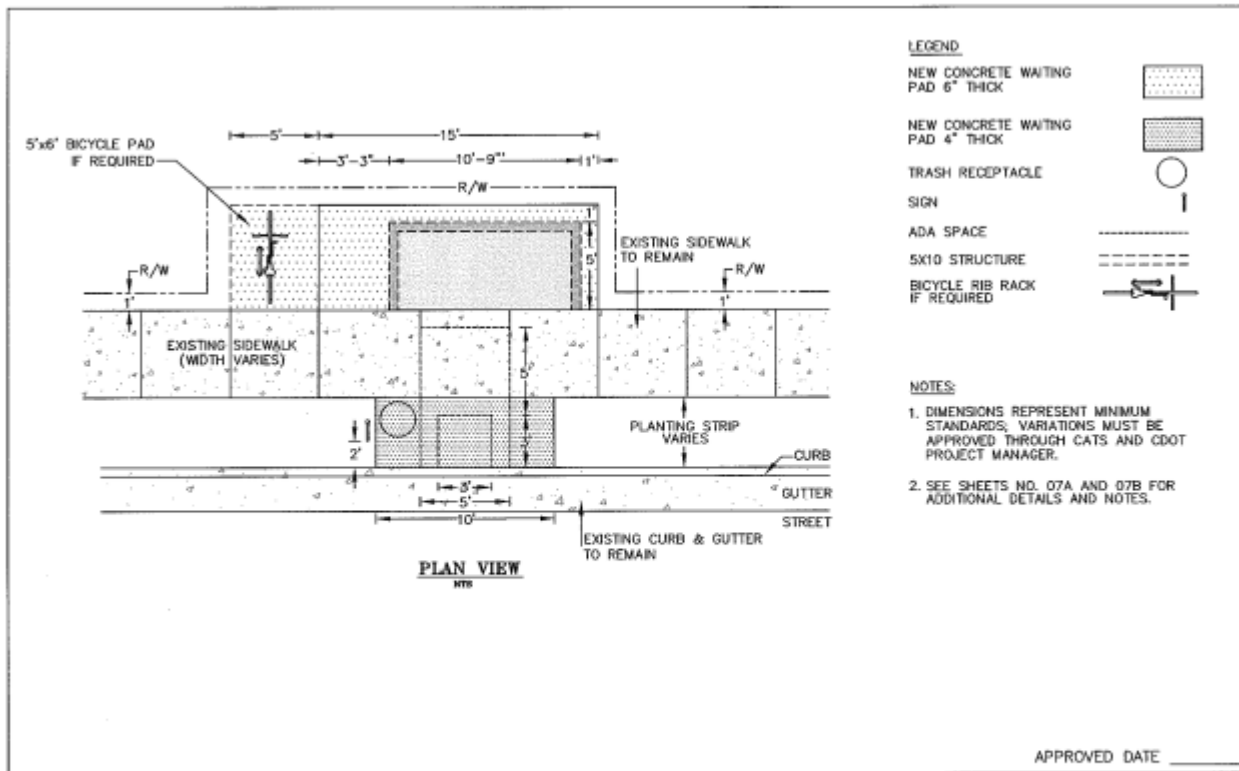 LEGEND
NEW CONCRETE WAITING
PAD 6" THICK
NEW CONCRETE WAITING
PAD 4" THICK
TRASH RECEPTACLE
SIGN
ADA SPACE
5X10 STRUCTURE
BICYCLE RIB RACK
IF REQUIRED
NOTES:
1. DIMENSIONS REPRESENT MINIMUM
STANDARDS; VARIATIONS MUST BE
APPROVED THROUGH CATS AND CDOT
PROJECT MANAGER.
2. SEE SHEETS NO. 07A AND 07B FOR
ADDITIONAL DETAILS AND NOTES.
5'
15'
5'x6' BICYCLE PAD
IF REQUIRED
3'-3"
10'-9"'
1'
R/W
1'
EXISTING SIDEWALK
TO REMAIN
5'
R/W
R/W
1'
1'
EXISTING SIDEWALK
(WIDTH VARIES)
5'
PLANTING STRIP
VARIES
2'
CURB
3'
GUTTER
5'
10'
STREET
EXISTING CURB & GUTTER
TO REMAIN
PLAN VIEW
NTS
APPROVED DATE